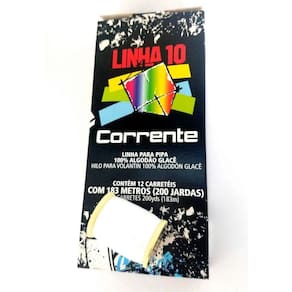 LINHA 10
Corrente
LINHA PARA PIPA
100% ALGODÃO GLACÊ
HILO PARA VOLANTIN 100% ALGODÓN GLACÉ
CONTÉM 12 CARRETÉIS
COM 183 METROS (200 JARDAS)
CARRETES 200yds (183m)